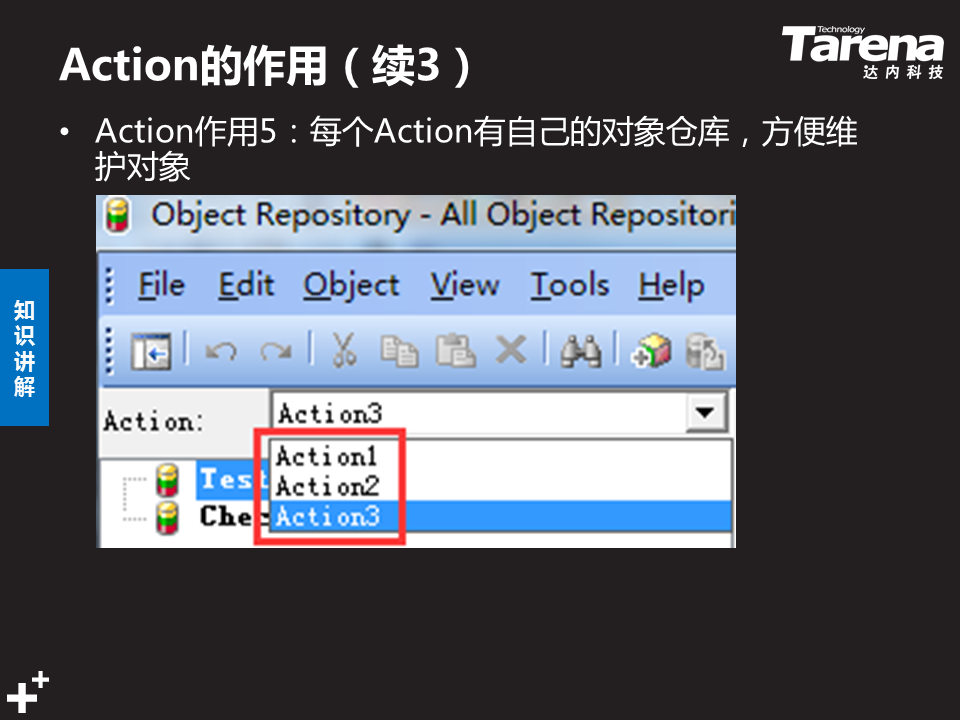 Action的作用（续3）
Technology
Tarena
达内科技
• Action作用5：每个Action有自己的对象仓库，方便维
护对象
Object Repository - All Object Repositori
File Edit Object View Tools Help
知识讲解
Action: Action3
Action1
Action2
Action3
Test
Chec